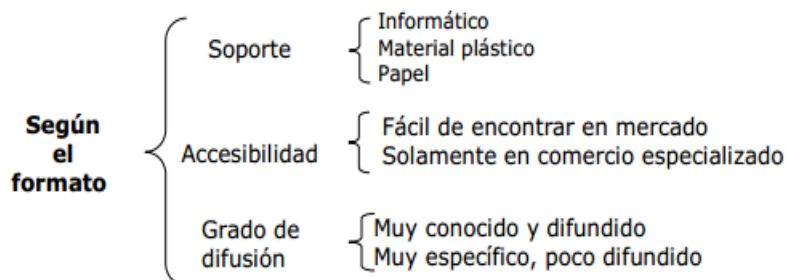 Según
el
formato
Soporte
Informático
Material plástico
Papel
Accesibilidad
Fácil de encontrar en mercado
Solamente en comercio especializado
Grado de
difusión
Muy conocido y difundido
Muy específico, poco difundido